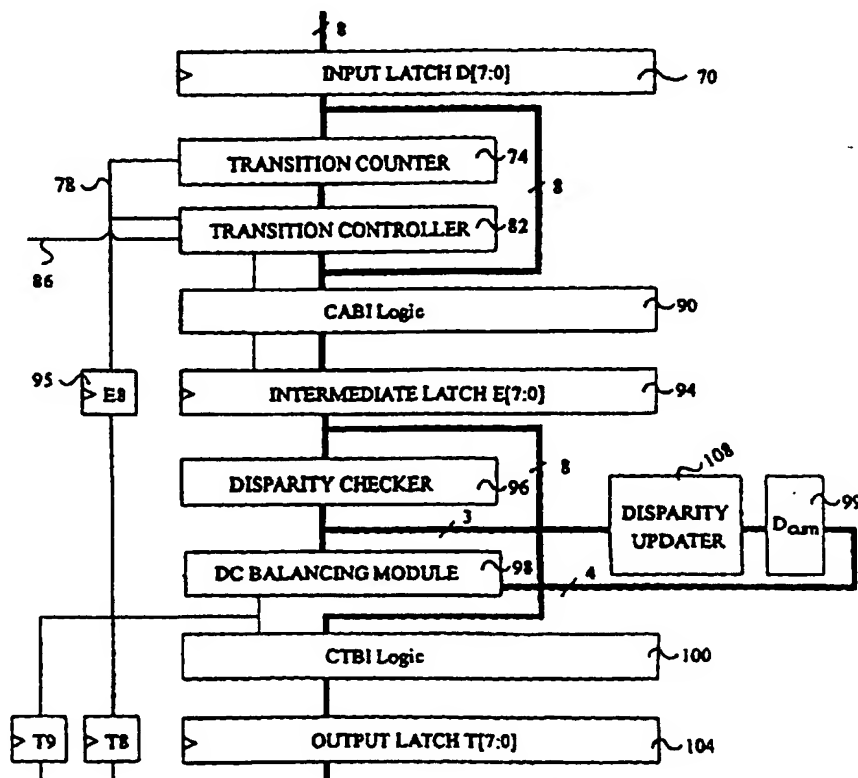 8
INPUT LATCH D[7:0]
70
TRANSITION COUNTER
74
78
8
TRANSITION CONTROLLER
82
86
CABI Logic
90
95
E8
INTERMEDIATE LATCH E[7:0]
94
8
108
DISPARITY CHECKER
96
99
3
DISPARITY
UPDATER
Dcum
DC BALANCING MODULE
98
4
CTBI Logic
100
T9
T8
OUTPUT LATCH T[7:0]
104